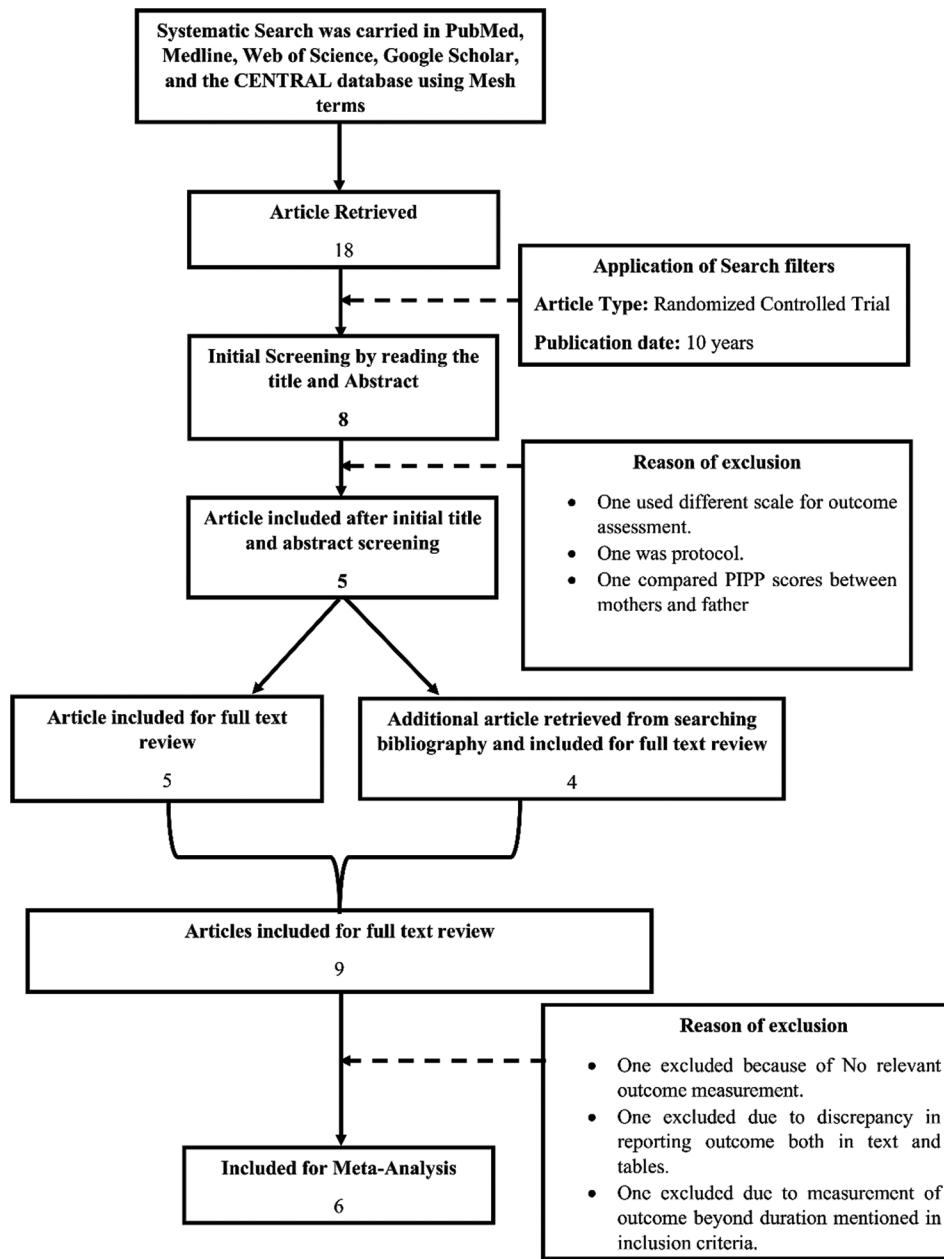 Systematic Search was carried in PubMed,
Medline, Web of Science, Google Scholar,
and the CENTRAL database using Mesh
terms
Article Retrieved
18
Application of Search filters
Article Type: Randomized Controlled Trial
Publication date: 10 years
Initial Screening by reading the
title and Abstract
8
Reason of exclusion
• One used different scale for outcome
assessment.
• One was protocol.
• One compared PIPP scores between
mothers and father
Article included after initial title
and abstract screening
5
Article included for full text
review
5
Additional article retrieved from searching
bibliography and included for full text review
4
Articles included for full text review
9
Reason of exclusion
• One excluded because of No relevant
outcome measurement.
• One excluded due to discrepancy in
reporting outcome both in text and
tables.
• One excluded due to measurement of
outcome beyond duration mentioned in
inclusion criteria.
Included for Meta-Analysis
6